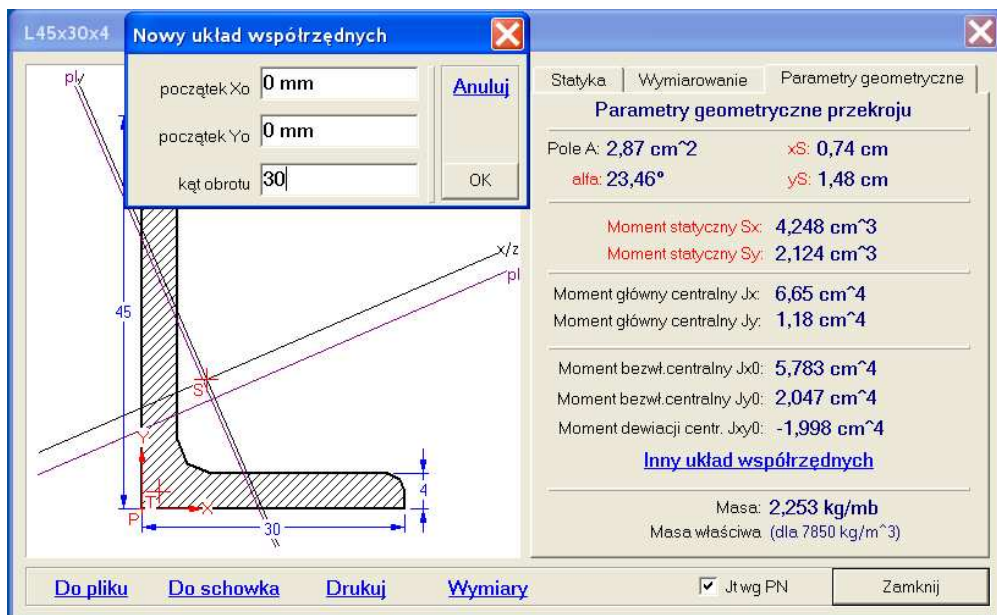 L45x30x4
Nowy układ współrzędnych
początek Xo 0 mm
początek Yo 0 mm
kąt obrotu 30
Anuluj
OK
pl
45
x/z
pl
S
Y
T
P
X
4
30
Statyka Wymiarowanie Parametry geometryczne
Parametry geometryczne przekroju
Pole A: 2,87 cm^2 xS: 0,74 cm
alfa: 23,46° yS: 1,48 cm
Moment statyczny Sx: 4,248 cm^3
Moment statyczny Sy: 2,124 cm^3
Moment główny centralny Jx: 6,65 cm^4
Moment główny centralny Jy: 1,18 cm^4
Moment bezwł.centralny Jx0: 5,783 cm^4
Moment bezwł.centralny Jy0: 2,047 cm^4
Moment dewiacji centr. Jxy0: -1,998 cm^4
Inny układ współrzędnych
Masa: 2,253 kg/mb
Masa właściwa (dla 7850 kg/m^3)
Do pliku Do schowka Drukuj Wymiary Jt wg PN Zamknij